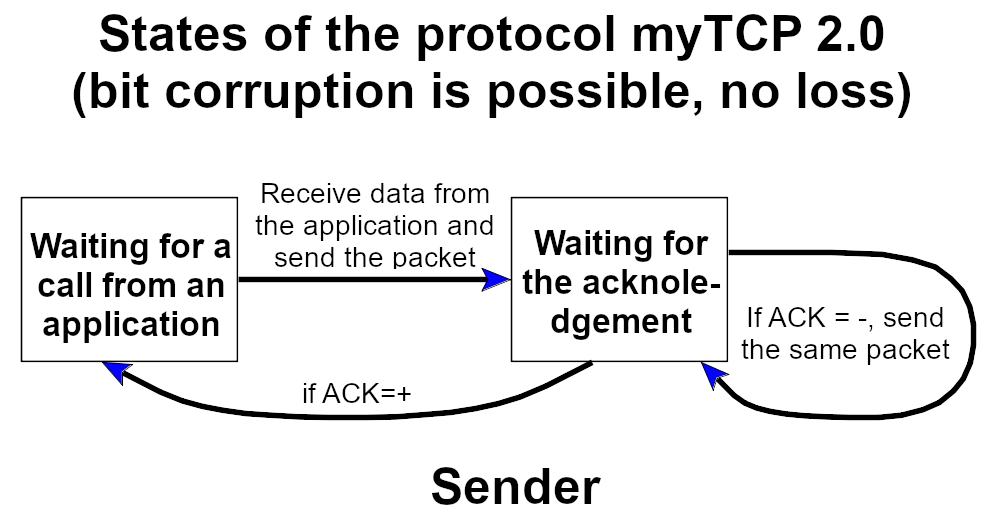 States of the protocol myTCP 2.0
(bit corruption is possible, no loss)
Receive data from
the application and
send the packet
Waiting for a
call from an
application
Waiting for
the acknole-
dgement
If ACK = -, send
the same packet
if ACK=+
Sender